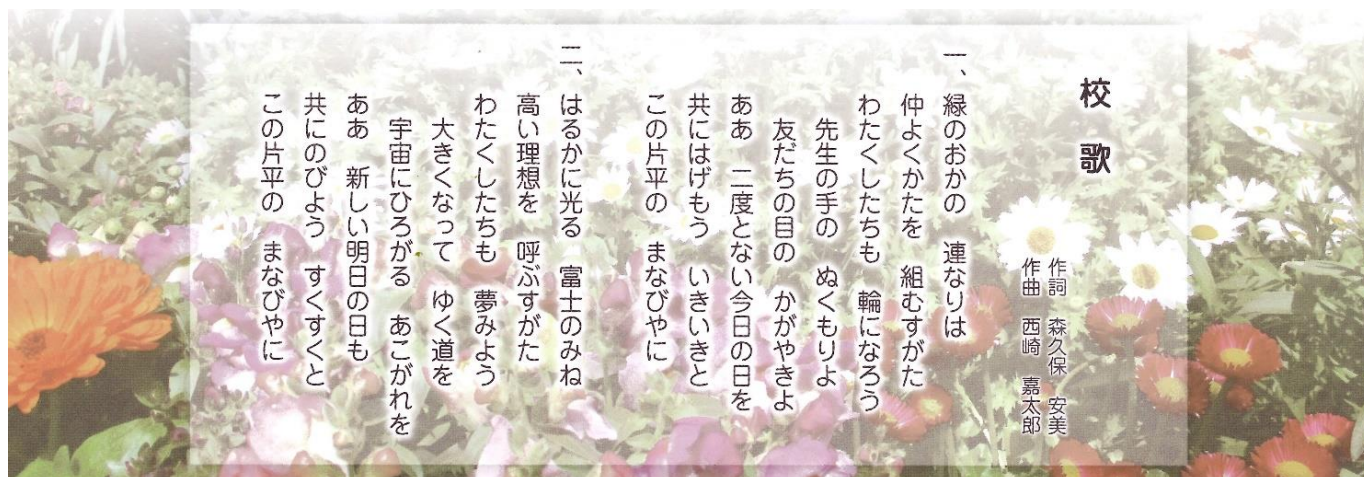 校歌
作詞　森久保　安美
作曲　西崎　嘉太郎
一、緑のおかの　連なりは
仲よくかたを　組むすがた
わたくしたちも　輪になろう
先生の手の　ぬくもりよ
友だちの目の　かがやきよ
ああ　二度とない今日の日を
共にはげもう　いきいきと
この片平の　まなびやに
二、はるかに光る　富士のみね
高い理想を　呼ぶすがた
わたくしたちも　夢みよう
大きくなって　ゆく道を
宇宙にひろがる　あこがれを
ああ　新しい明日の日も
共にのびよう　すくすくと
この片平の　まなびやに